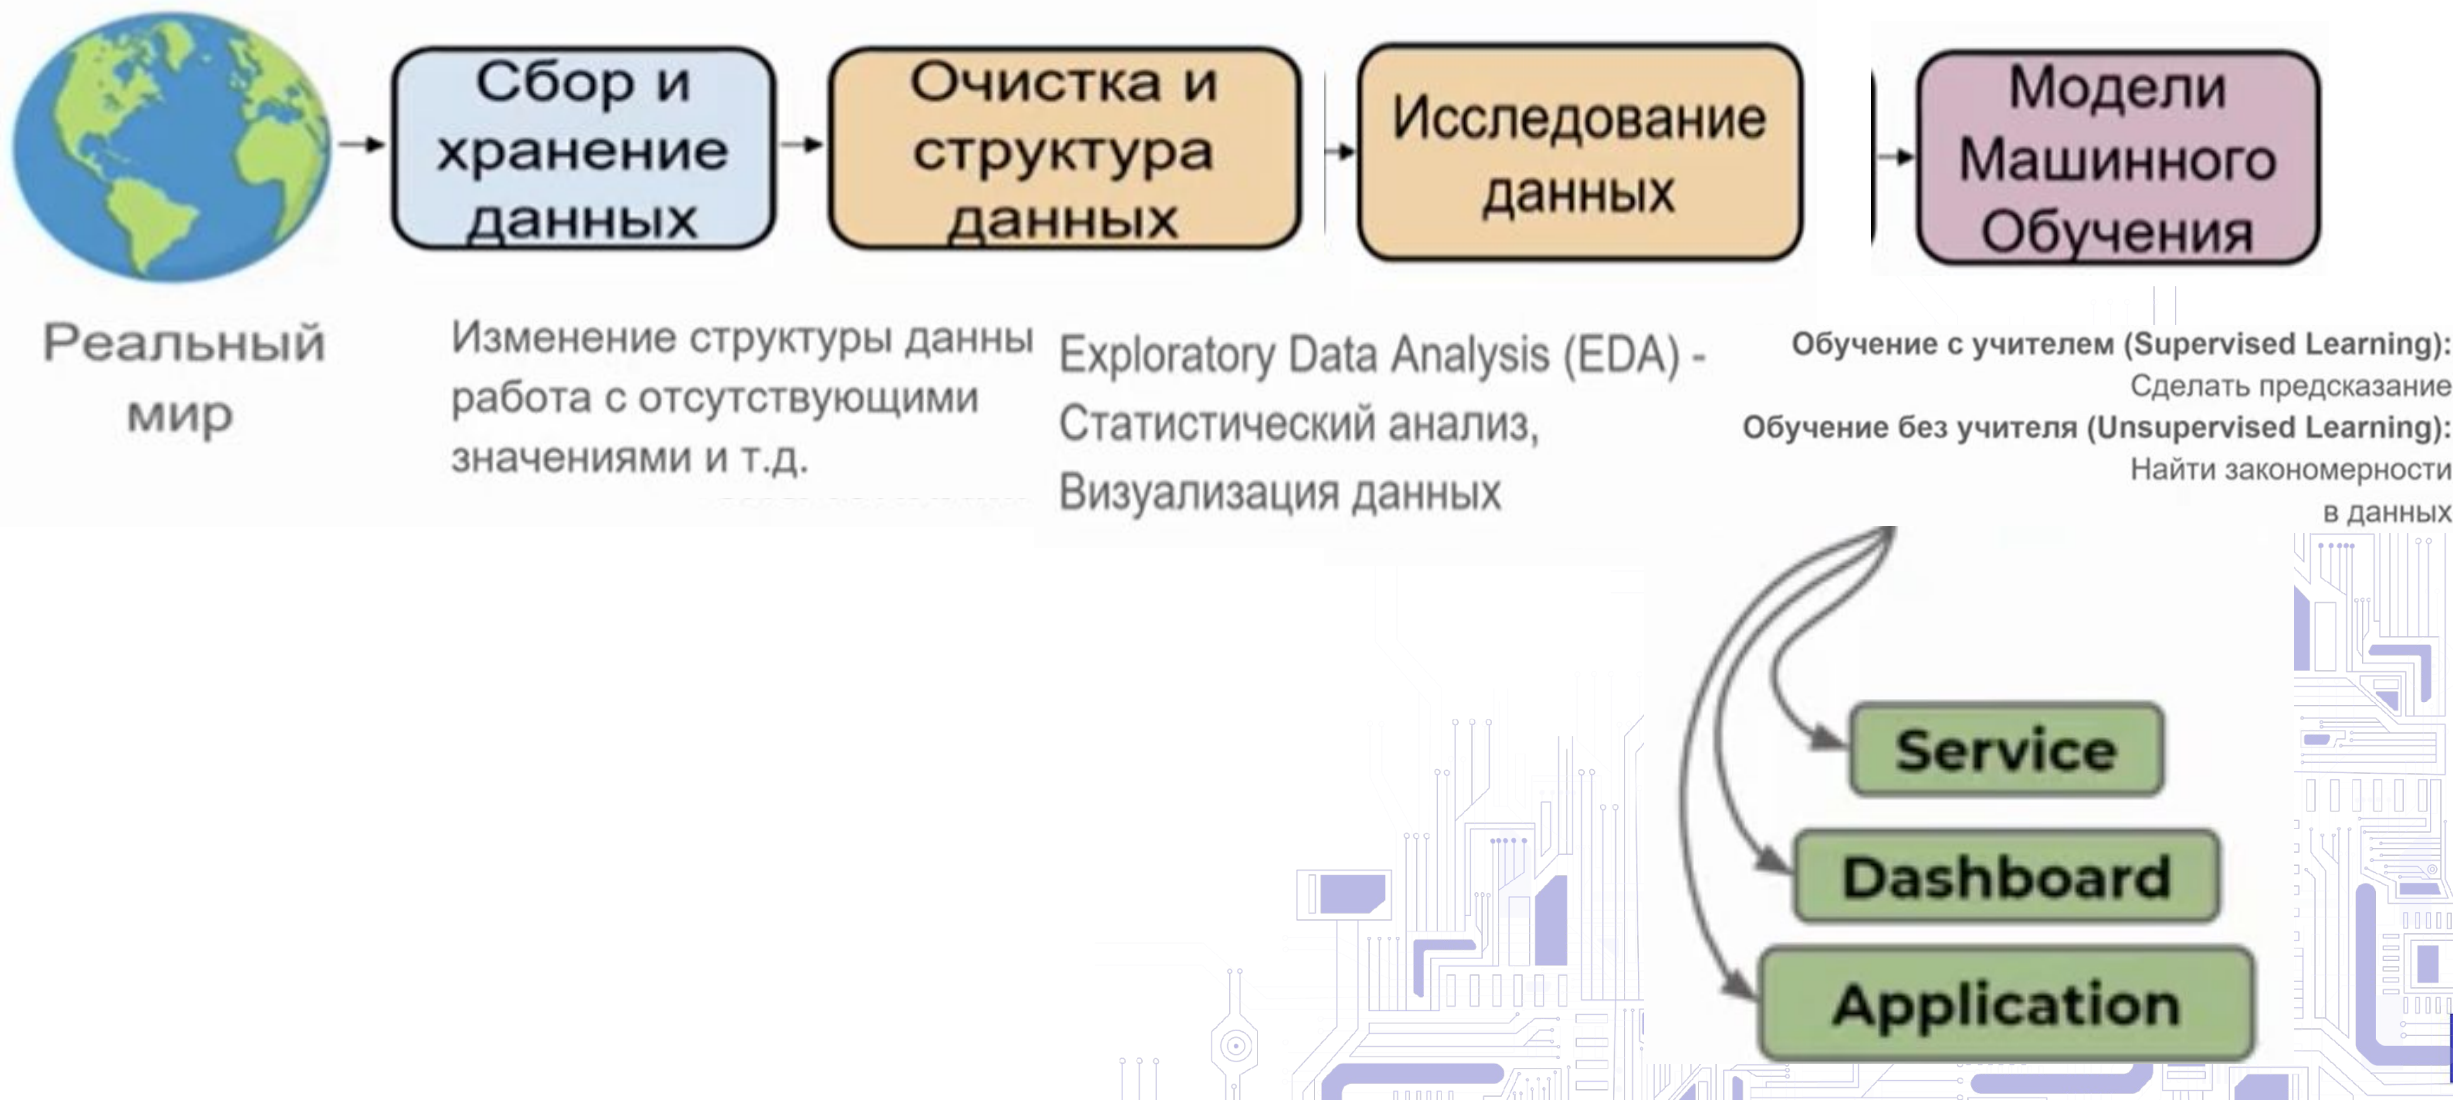 Сбор и
хранение
данных
Очистка и
структура
данных
Исследование
данных
Модели
Машинного
Обучения
Реальный
мир
Изменение структуры данны
работа с отсутствующими
значениями и т.д.
Exploratory Data Analysis (EDA) -
Статистический анализ,
Визуализация данных
Обучение с учителем (Supervised Learning):
Сделать предсказание
Обучение без учителя (Unsupervised Learning):
Найти закономерности
в данных
Service
Dashboard
Application